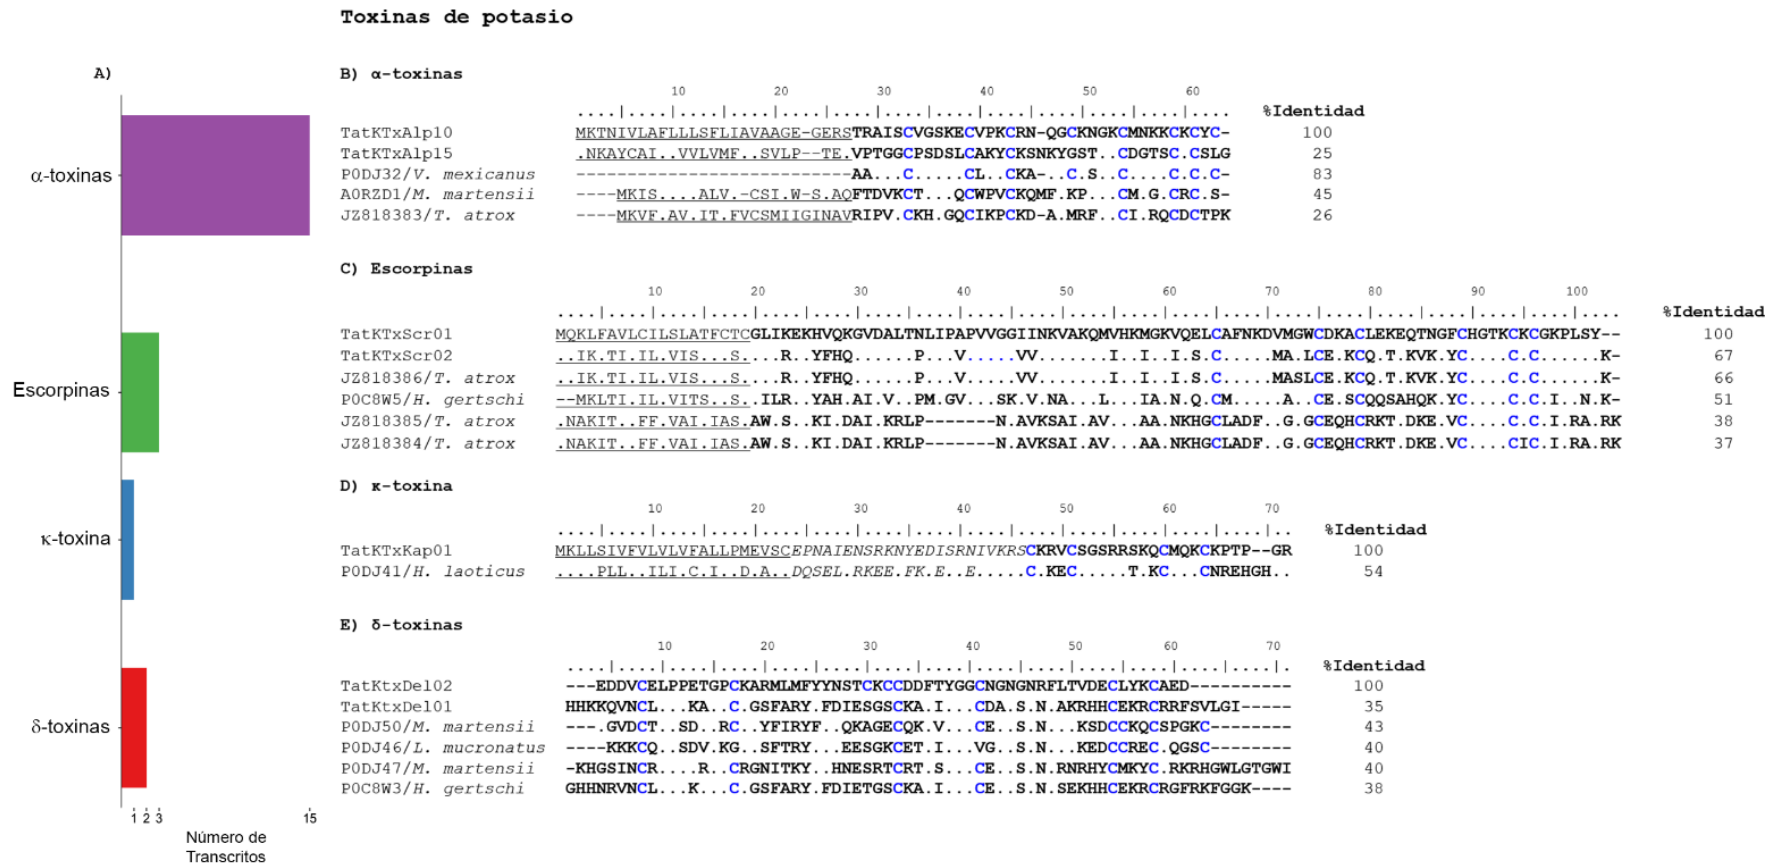 Toxinas de potasio
A)
α-toxinas
Escorpinas
κ-toxina
δ-toxinas
1 2 3 15
Número de
Transcritos
B) α-toxinas
10 20 30 40 50 60
%Identidad
TatKTxAlp10 MKTNIVLAFLLLSFLIAVAAGE-GERSTRAISCVGSKECVPKCRN-QGCKNGKCMNKKCKCYC- 100
TatKTxAlp15 .NKAYCAI..VVLVMF..SVLP--TE.VPTGGCPSDSLCAKYCKSNKYGST..CDGTSC.CSLG 25
P0DJ32/V. mexicanus ---------------------------AA...C.....CL..CKA-..C.S..C....C.C.C- 83
A0RZD1/M. martensii ----MKIS....ALV.-CSI.W-S.AQFTDVKCT...QCWPVCKQMF.KP...CM.G.CRC.S- 45
JZ818383/T. atrox ----MKVF.AV.IT.FVCSMIIGINAVRIPV.CKH.GQCIKPCKD-A.MRF..CI.RQCDCTPK 26
C) Escorpinas
10 20 30 40 50 60 70 80 90 100
%Identidad
TatKTxScr01 MQKLFAVLCILSLATFCTCGLIKEKHVQKGVDALTNLIPAPVVGGIINKVAKQMVHKMGKVQELCAFNKDVMGWCDKACLEKEQTNGFCHGTKCKCGKPLSY-- 100
TatKTxScr02 ..IK.TI.IL.VIS...S....R..YFHQ......P...V.....VV.......I...I..I.S.C.....MA.LCE.KCQ.T.KVK.YC....C.C......K- 67
JZ818386/T. atrox ..IK.TI.IL.VIS...S....R..YFHQ......P...V.....VV.......I...I..I.S.C.....MASLCE.KCQ.T.KVK.YC....C.C......K- 66
P0C8W5/H. gertschi --MKLTI.IL.VITS..S..ILR..YAH.AI.V..PM.GV...SK.V.NA...L...IA.N.Q.CM.....A..CE.SCQQSAHQK.YC....C.C.I..N.K- 51
JZ818385/T. atrox .NAKIT..FF.VAI.IAS.AW.S..KI.DAI.KRLP-------N.AVKSAI.AV...AA.NKHGCLADF..G.GCEQHCRKT.DKE.VC....C.C.I.RA.RK 38
JZ818384/T. atrox .NAKIT..FF.VAI.IAS.AW.S..KI.DAI.KRLP-------N.AVKSAI.AV...AA.NKHGCLADF..G.GCEQHCRKT.DKE.VC....CIC.I.RA.RK 37
D) κ-toxina
10 20 30 40 50 60 70
%Identidad
TatKTxKap01 MKLLSIVFVLVLVFALLPMEVSCEPNAIENSRKNYEDISRNIVKRSCKRVCSGSRRSKQCMQKCKPTP--GR 100
P0DJ41/H. laoticus ....PLL..ILI.C.I..D.A..DQSEL.RKEE.FK.E..E.....C.KEC.....T.KC...CNREHGH.. 54
E) δ-toxinas
10 20 30 40 50 60 70
%Identidad
TatKtxDel02 ---EDDVCELPPETGPCKARMLMFYYNSTCKCCDDFTYGGCNGNGNRFLTVDECLYKCAED---------- 100
TatKtxDel01 HHKKQVNCL...KA..C.GSFARY.FDIESGSCKA.I...CDA.S.N.AKRHHCEKRCRRFSVLGI----- 35
P0DJ50/M. martensii ---.GVDCT...SD..RC..YFIRYF..QKAGECQK.V...CE..S.N...KSDCCKQCSPGKC-------- 43
P0DJ46/L. mucronatus ----KKKCQ...SDV.KG..SFTRY...EESGKCET.I...VG..S.N...KEDCCREC.QGSC-------- 40
P0DJ47/M. martensii -KHGSINCR....R..CRGNITKY..HNESRTCRT.S...CE..S.N.RNRHYCMKYC.RKRHGWLGTGWI 40
P0C8W3/H. gertschi GHHNRVNCL...K...C.GSFARY.FDIETGSCKA.I...CE..S.N.SEKHHCEKRCRGFRKFGGK---- 38